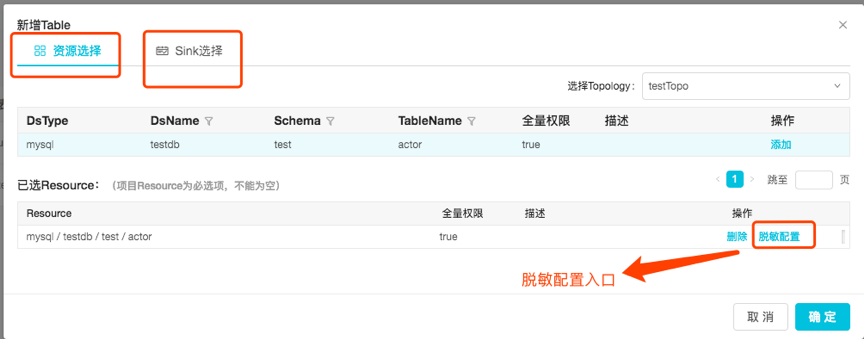 新增Table
资源选择
Sink选择
选择Topology: testTopo
DsType DsName Schema TableName 全量权限 描述 操作
mysql testdb test actor true 添加
已选Resource: (项目Resource为必选项，不能为空)
1 跳至 页
Resource 全量权限 描述 操作
mysql / testdb / test / actor true 删除 脱敏配置
脱敏配置入口
取 消 确 定